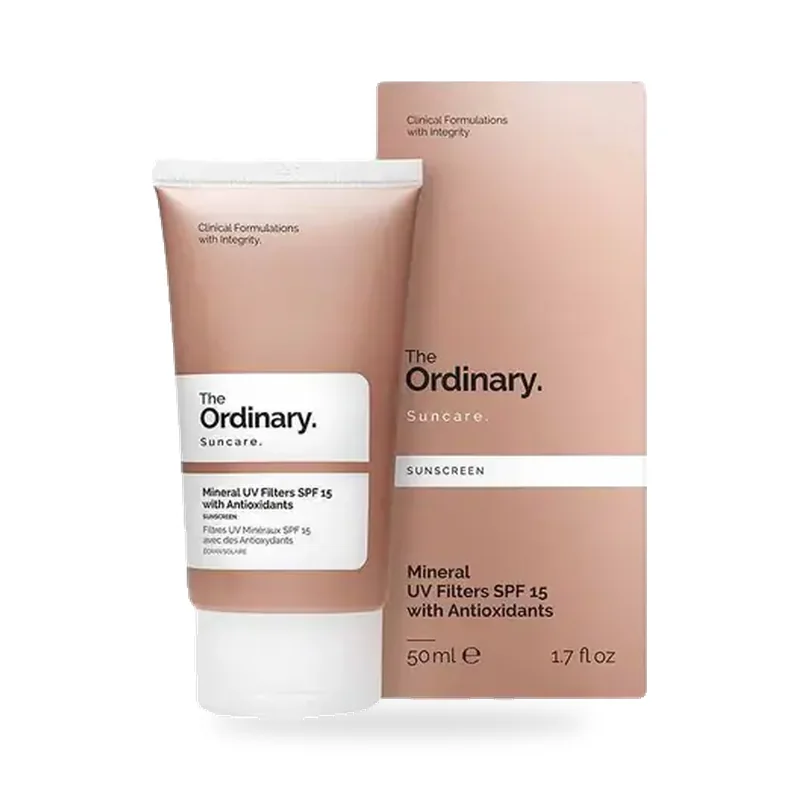 Clinical Formulations
with Integrity.
The
Ordinary.
Suncare.
Mineral UV Filters SPF 15
with Antioxidants
SUNSCREEN
Filtres UV Minéraux SPF 15
avec des Antioxydants
ÉCRAN SOLAIRE
Clinical Formulations
with Integrity.
The
Ordinary.
Suncare.
SUNSCREEN
Mineral
UV Filters SPF 15
with Antioxidants
50 ml ℮
1.7 fl oz